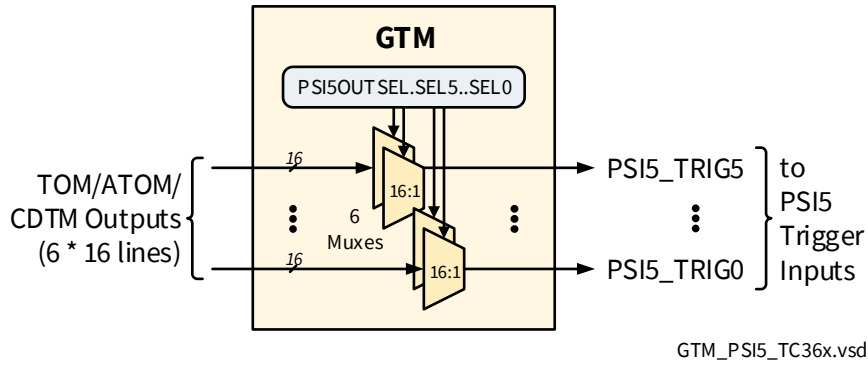 GTM
PSI5OUTSEL.SEL5..SEL0
16
16:1
PSI5_TRIG5
TOM/ATOM/
CDTM Outputs
(6 * 16 lines)
6
Muxes
to
PSI5
Trigger
Inputs
16
16:1
PSI5_TRIG0
GTM_PSI5_TC36x.vsd